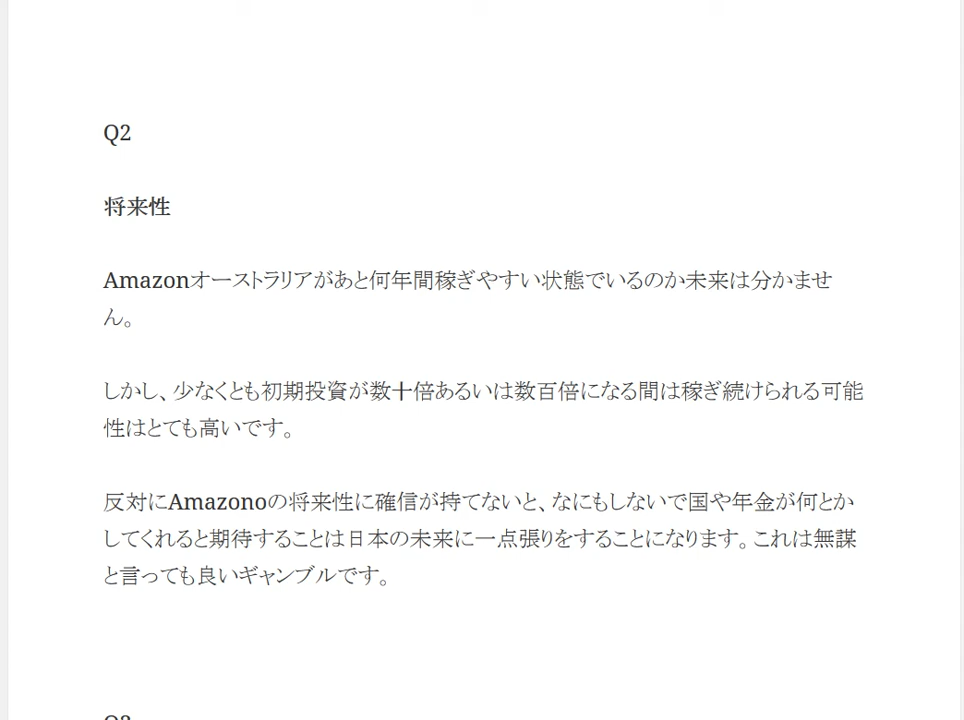 Q2
将来性
Amazonオーストラリアがあと何年間稼ぎやすい状態でいるのか未来は分かませ
ん。
しかし、少なくとも初期投資が数十倍あるいは数百倍になる間は稼ぎ続けられる可能
性はとても高いです。
反対にAmazonoの将来性に確信が持てないと、なにもしないで国や年金が何とか
してくれると期待することは日本の未来に一点張りをすることになります。これは無謀
と言っても良いギャンブルです。